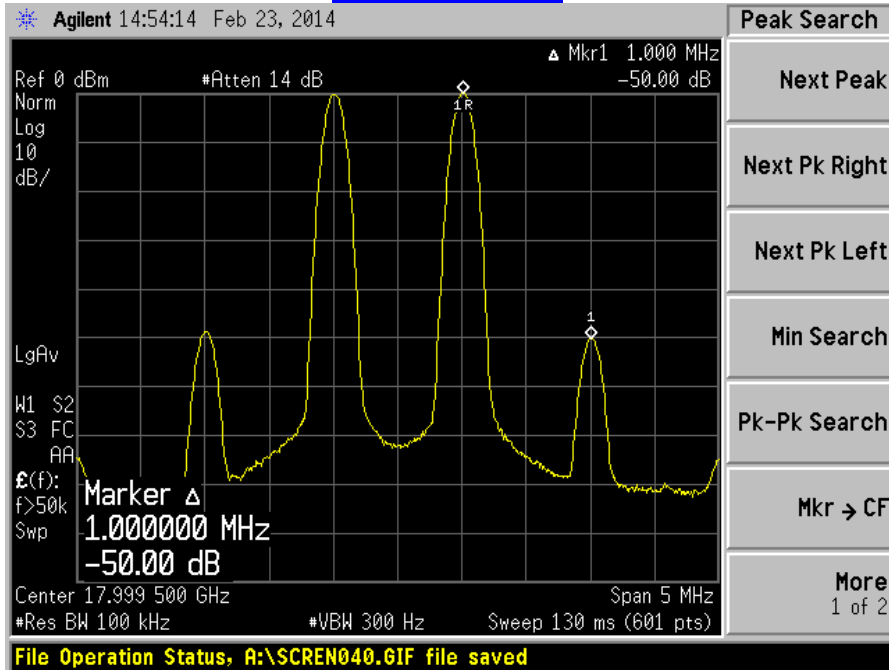 Agilent 14:54:14 Feb 23, 2014
Peak Search
Δ Mkr1 1.000 MHz
Ref 0 dBm #Atten 14 dB -50.00 dB
Norm
Log
10
dB/
1R
1
LgAv
W1 S2
S3 FC
AA
£(f):
f>50k
Swp
Marker Δ
1.000000 MHz
-50.00 dB
Center 17.999 500 GHz Span 5 MHz
#Res BW 100 kHz #VBW 300 Hz Sweep 130 ms (601 pts)
File Operation Status, A:\SCREN040.GIF file saved
Next Peak
Next Pk Right
Next Pk Left
Min Search
Pk-Pk Search
Mkr → CF
More
1 of 2